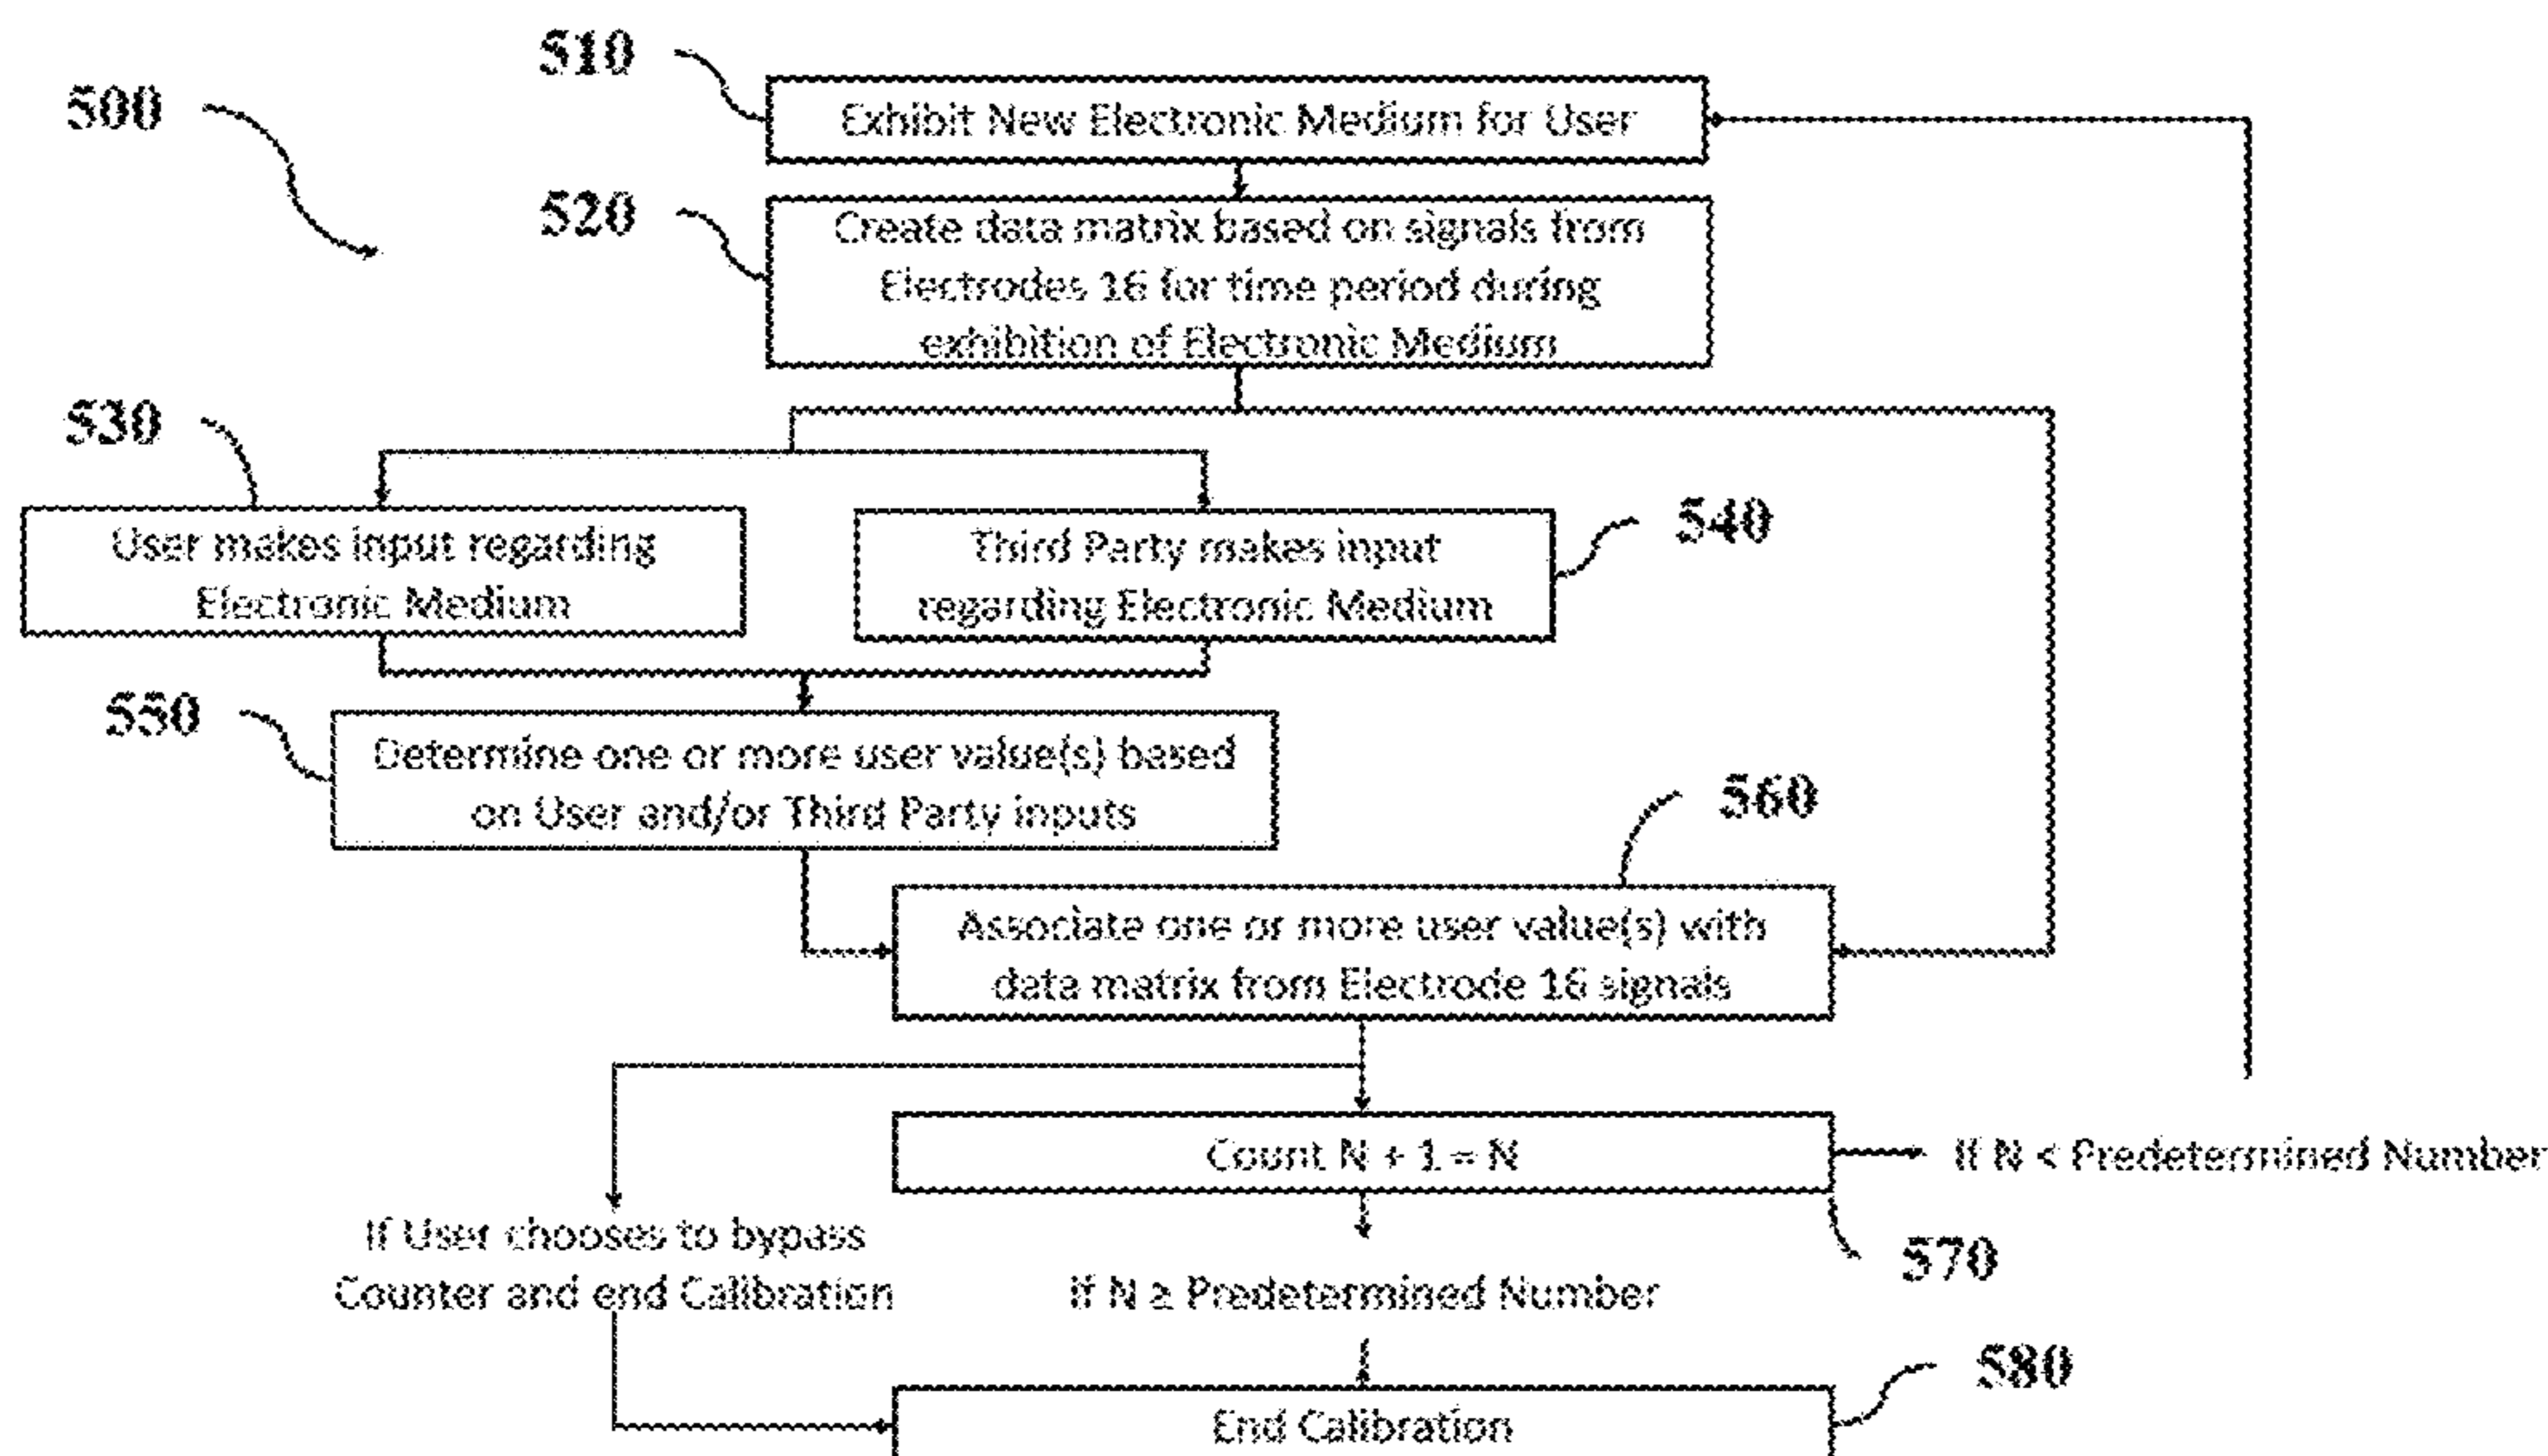 510
500
Exhibit New Electronic Medium for User
520
Create data matrix based on signals from
Electrodes 16 for time period during
exhibition of Electronic Medium
530
User makes input regarding
Electronic Medium
540
Third Party makes input
regarding Electronic Medium
550
Determine one or more user value(s) based
on User and/or Third Party inputs
560
Associate one or more user value(s) with
data matrix from Electrode 16 signals
Count N + 1 = N
If N < Predetermined Number
570
If User chooses to bypass
Counter and end Calibration
If N ≥ Predetermined Number
580
End Calibration